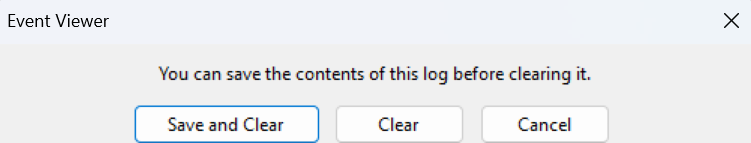 Event Viewer
You can save the contents of this log before clearing it.
Save and Clear Clear Cancel